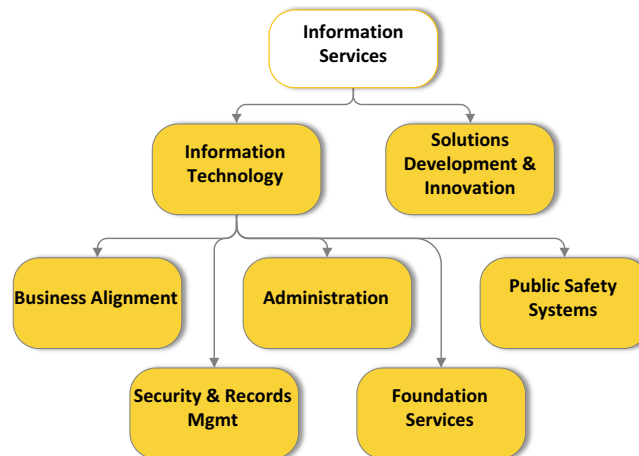 Information
Services
Information
Technology
Solutions
Development &
Innovation
Business Alignment
Administration
Public Safety
Systems
Security & Records
Mgmt
Foundation
Services